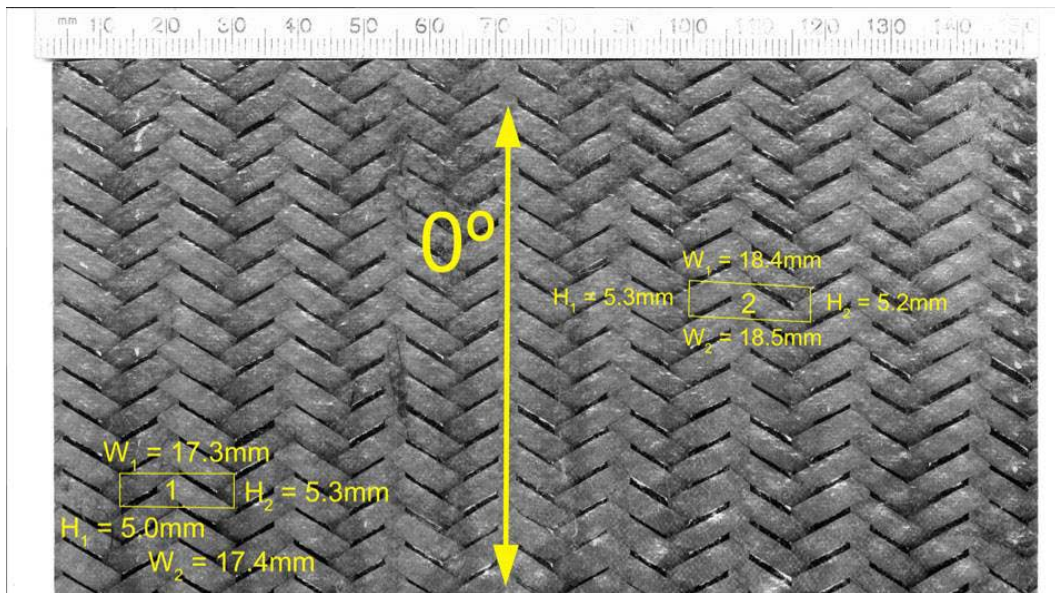 mm 10 20 30 40 50 60 70 80 90 100 110 120 130 140 150
0º
W₁ = 18.4mm
H₁ = 5.3mm
2
H₂ = 5.2mm
W₂ = 18.5mm
W₁ = 17.3mm
1
H₂ = 5.3mm
H₁ = 5.0mm
W₂ = 17.4mm